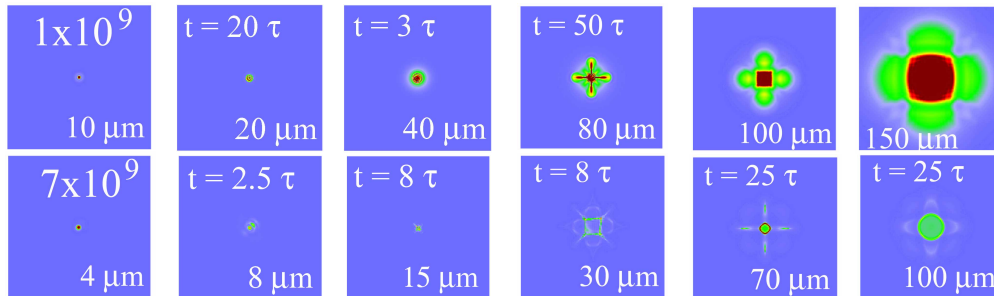 1x10⁹
10 μm
t = 20 τ
20 μm
t = 3 τ
40 μm
t = 50 τ
80 μm
100 μm
150 μm
7x10⁹
4 μm
t = 2.5 τ
8 μm
t = 8 τ
15 μm
t = 8 τ
30 μm
t = 25 τ
70 μm
t = 25 τ
100 μm